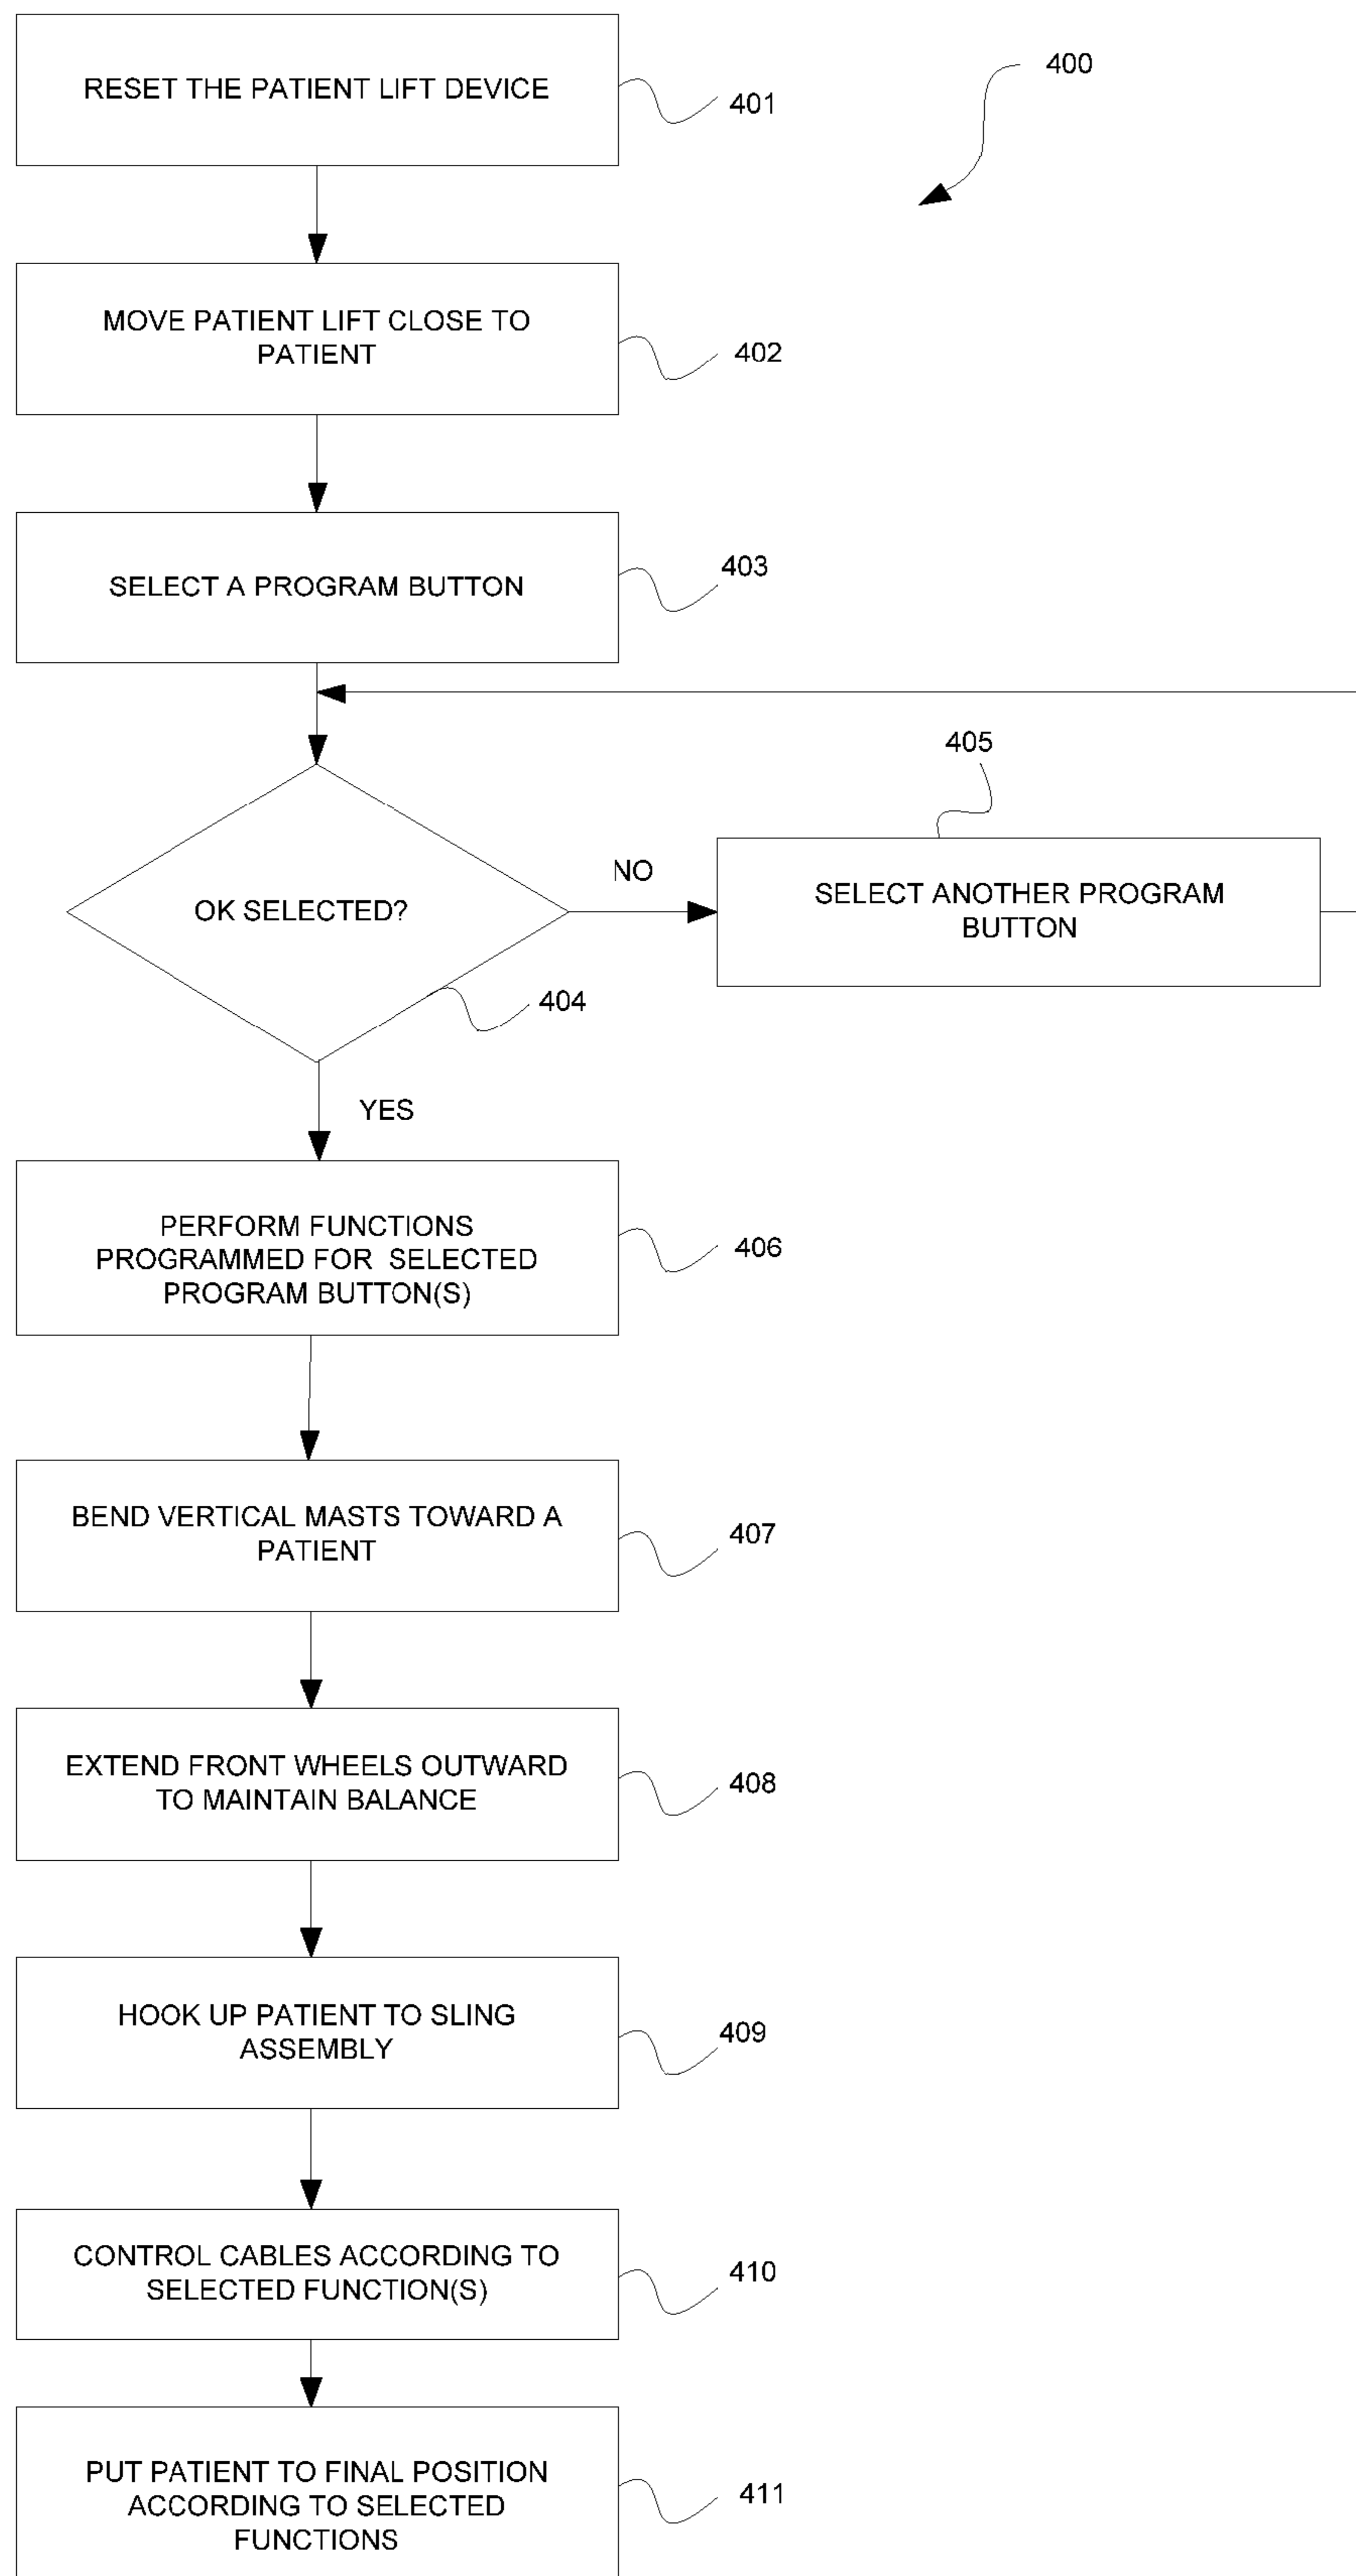 RESET THE PATIENT LIFT DEVICE
401
400
MOVE PATIENT LIFT CLOSE TO
PATIENT
402
SELECT A PROGRAM BUTTON
403
OK SELECTED?
404
NO
405
SELECT ANOTHER PROGRAM
BUTTON
YES
PERFORM FUNCTIONS
PROGRAMMED FOR SELECTED
PROGRAM BUTTON(S)
406
BEND VERTICAL MASTS TOWARD A
PATIENT
407
EXTEND FRONT WHEELS OUTWARD
TO MAINTAIN BALANCE
408
HOOK UP PATIENT TO SLING
ASSEMBLY
409
CONTROL CABLES ACCORDING TO
SELECTED FUNCTION(S)
410
PUT PATIENT TO FINAL POSITION
ACCORDING TO SELECTED
FUNCTIONS
411